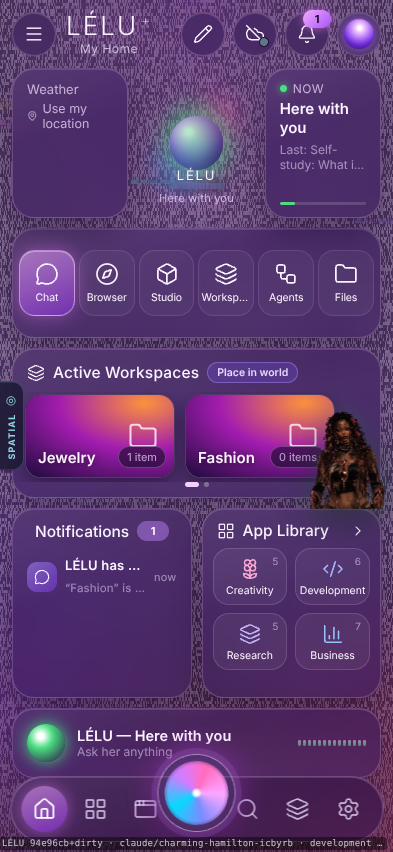 LÉLU +
My Home
1
Weather
Use my
location
LÉLU
Here with you
NOW
Here with
you
Last: Self-
study: What i...
Chat
Browser
Studio
Worksp...
Agents
Files
Active Workspaces
Place in world
SPATIAL
Jewelry
1 item
Fashion
0 items
Notifications
1
LÉLU has ...
now
“Fashion” is ...
App Library
5
Creativity
6
Development
5
Research
7
Business
LÉLU — Here with you
Ask her anything
LÉLU 94e96cb+dirty · claude/charming-hamilton-icbyrb · development …